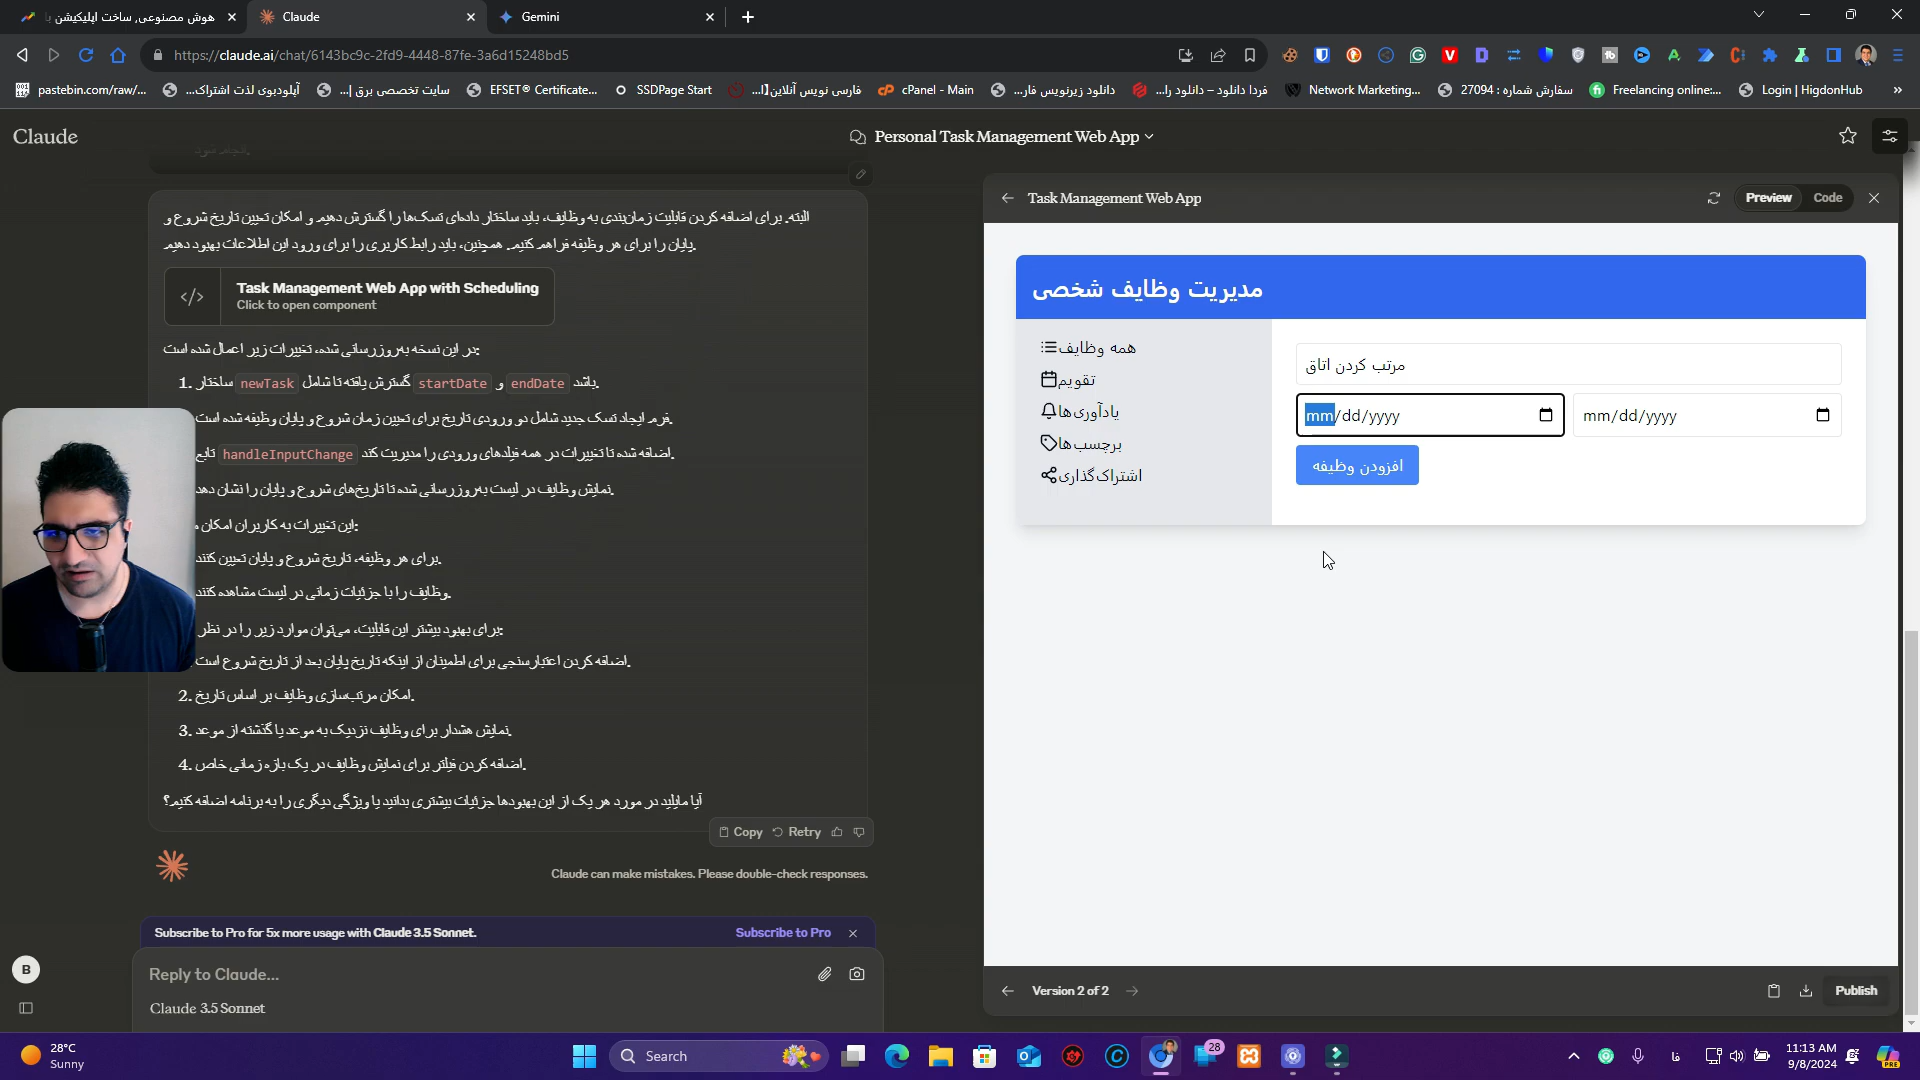 هوش مصنوعی, ساخت اپلیکیشن با
Claude
Gemini
https://claude.ai/chat/6143bc9c-2fd9-4448-87fe-3a6d15248bd5
pastebin.com/raw/...
آپلودبوی لذت اشتراک...
سایت تخصصی برق |...
EFSET® Certificate...
SSDPage Start
فارسی نویس آنلاین【ا...
cPanel - Main
دانلود زیرنویس فار...
فردا دانلود – دانلود را...
Network Marketing...
سفارش شماره : 27094
Freelancing online:...
Login | HigdonHub
Claude
Personal Task Management Web App
البته. برای اضافه کردن قابلیت زمان‌بندی به وظایف، باید ساختار داده‌ای تسک‌ها را گسترش دهیم و امکان تعیین تاریخ شروع و
پایان را برای هر وظیفه فراهم کنیم. همچنین، باید رابط کاربری را برای ورود این اطلاعات بهبود دهیم.
Task Management Web App with Scheduling
Click to open component
در این نسخه به‌روزرسانی شده، تغییرات زیر اعمال شده است:
1. ساختار newTask گسترش یافته تا شامل startDate و endDate باشد.
فرم ایجاد تسک جدید شامل دو ورودی تاریخ برای تعیین زمان شروع و پایان وظیفه شده است.
تابع handleInputChange اضافه شده تا تغییرات در همه فیلدهای ورودی را مدیریت کند.
نمایش وظایف در لیست به‌روزرسانی شده تا تاریخ‌های شروع و پایان را نشان دهد.
این تغییرات به کاربران امکان
برای هر وظیفه، تاریخ شروع و پایان تعیین کنند.
وظایف را با جزئیات زمانی در لیست مشاهده کنند.
برای بهبود بیشتر این قابلیت، می‌توان موارد زیر را در نظر
اضافه کردن اعتبارسنجی برای اطمینان از اینکه تاریخ پایان بعد از تاریخ شروع است.
2. امکان مرتب‌سازی وظایف بر اساس تاریخ.
3. نمایش هشدار برای وظایف نزدیک به موعد یا گذشته از موعد.
4. اضافه کردن فیلتر برای نمایش وظایف در یک بازه زمانی خاص.
آیا مایلید در مورد هر یک از این بهبودها جزئیات بیشتری بدانید یا ویژگی دیگری را به برنامه اضافه کنیم؟
Copy
Retry
Claude can make mistakes. Please double-check responses.
Subscribe to Pro for 5x more usage with Claude 3.5 Sonnet.
Subscribe to Pro
B
Reply to Claude...
Claude 3.5 Sonnet
Task Management Web App
Preview
Code
مدیریت وظایف شخصی
همه وظایف
تقویم
یادآوری‌ها
برچسب‌ها
اشتراک‌گذاری
مرتب کردن اتاق
mm/dd/yyyy
mm/dd/yyyy
افزودن وظیفه
Version 2 of 2
Publish
28°C
Sunny
Search
28
فا
11:13 AM
9/8/2024